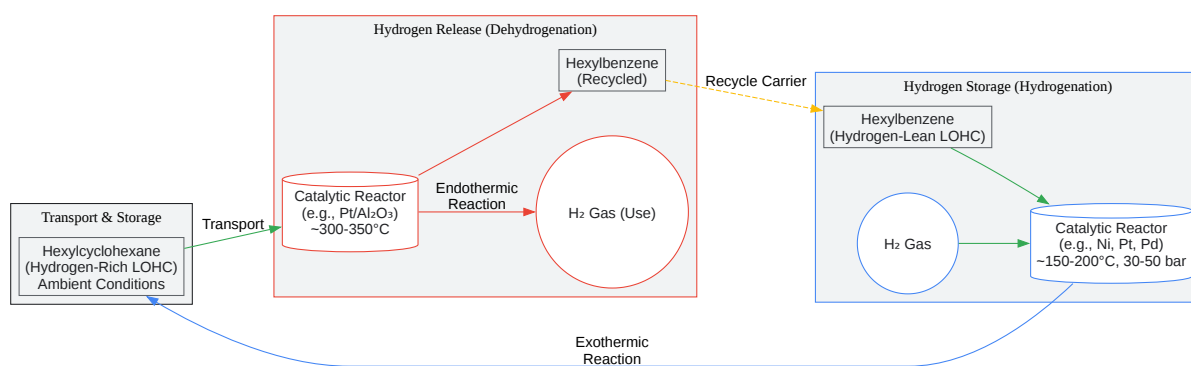 Hydrogen Release (Dehydrogenation)
Hexylbenzene
(Recycled)
Recycle Carrier
Hydrogen Storage (Hydrogenation)
Hexylbenzene
(Hydrogen-Lean LOHC)
Catalytic Reactor
(e.g., Pt/Al₂O₃)
~300-350°C
Endothermic
Reaction
H₂ Gas (Use)
Transport & Storage
Hexylcyclohexane
(Hydrogen-Rich LOHC)
Ambient Conditions
Transport
H₂ Gas
Catalytic Reactor
(e.g., Ni, Pt, Pd)
~150-200°C, 30-50 bar
Exothermic
Reaction